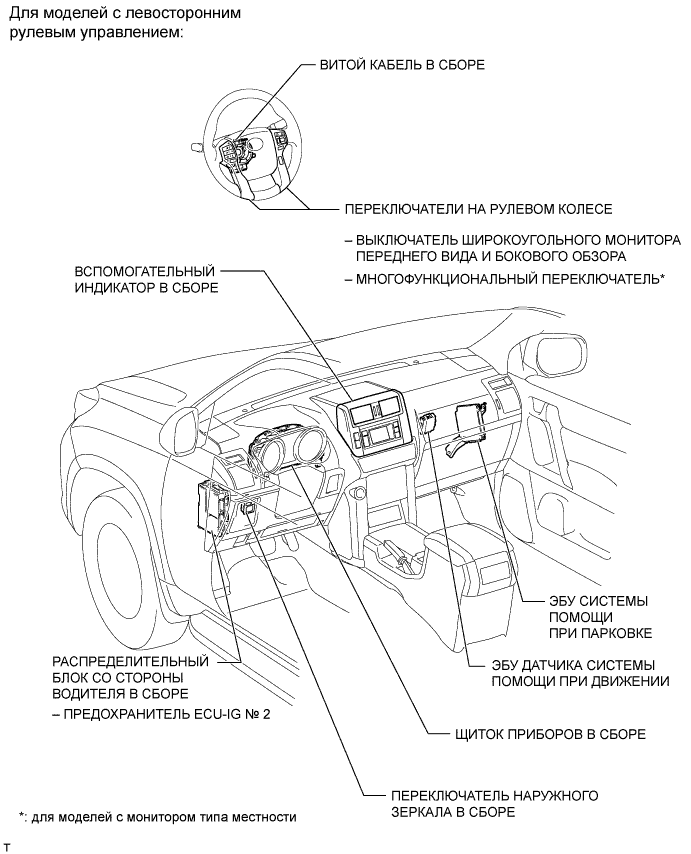 Для моделей с левосторонним
рулевым управлением:
ВИТОЙ КАБЕЛЬ В СБОРЕ
ПЕРЕКЛЮЧАТЕЛИ НА РУЛЕВОМ КОЛЕСЕ
– ВЫКЛЮЧАТЕЛЬ ШИРОКОУГОЛЬНОГО МОНИТОРА
ПЕРЕДНЕГО ВИДА И БОКОВОГО ОБЗОРА
– МНОГОФУНКЦИОНАЛЬНЫЙ ПЕРЕКЛЮЧАТЕЛЬ*
ВСПОМОГАТЕЛЬНЫЙ
ИНДИКАТОР В СБОРЕ
ЭБУ СИСТЕМЫ
ПОМОЩИ
ПРИ ПАРКОВКЕ
ЭБУ ДАТЧИКА СИСТЕМЫ
ПОМОЩИ ПРИ ДВИЖЕНИИ
РАСПРЕДЕЛИТЕЛЬНЫЙ
БЛОК СО СТОРОНЫ
ВОДИТЕЛЯ В СБОРЕ
– ПРЕДОХРАНИТЕЛЬ ECU-IG № 2
ЩИТОК ПРИБОРОВ В СБОРЕ
ПЕРЕКЛЮЧАТЕЛЬ НАРУЖНОГО
ЗЕРКАЛА В СБОРЕ
*: для моделей с монитором типа местности
T